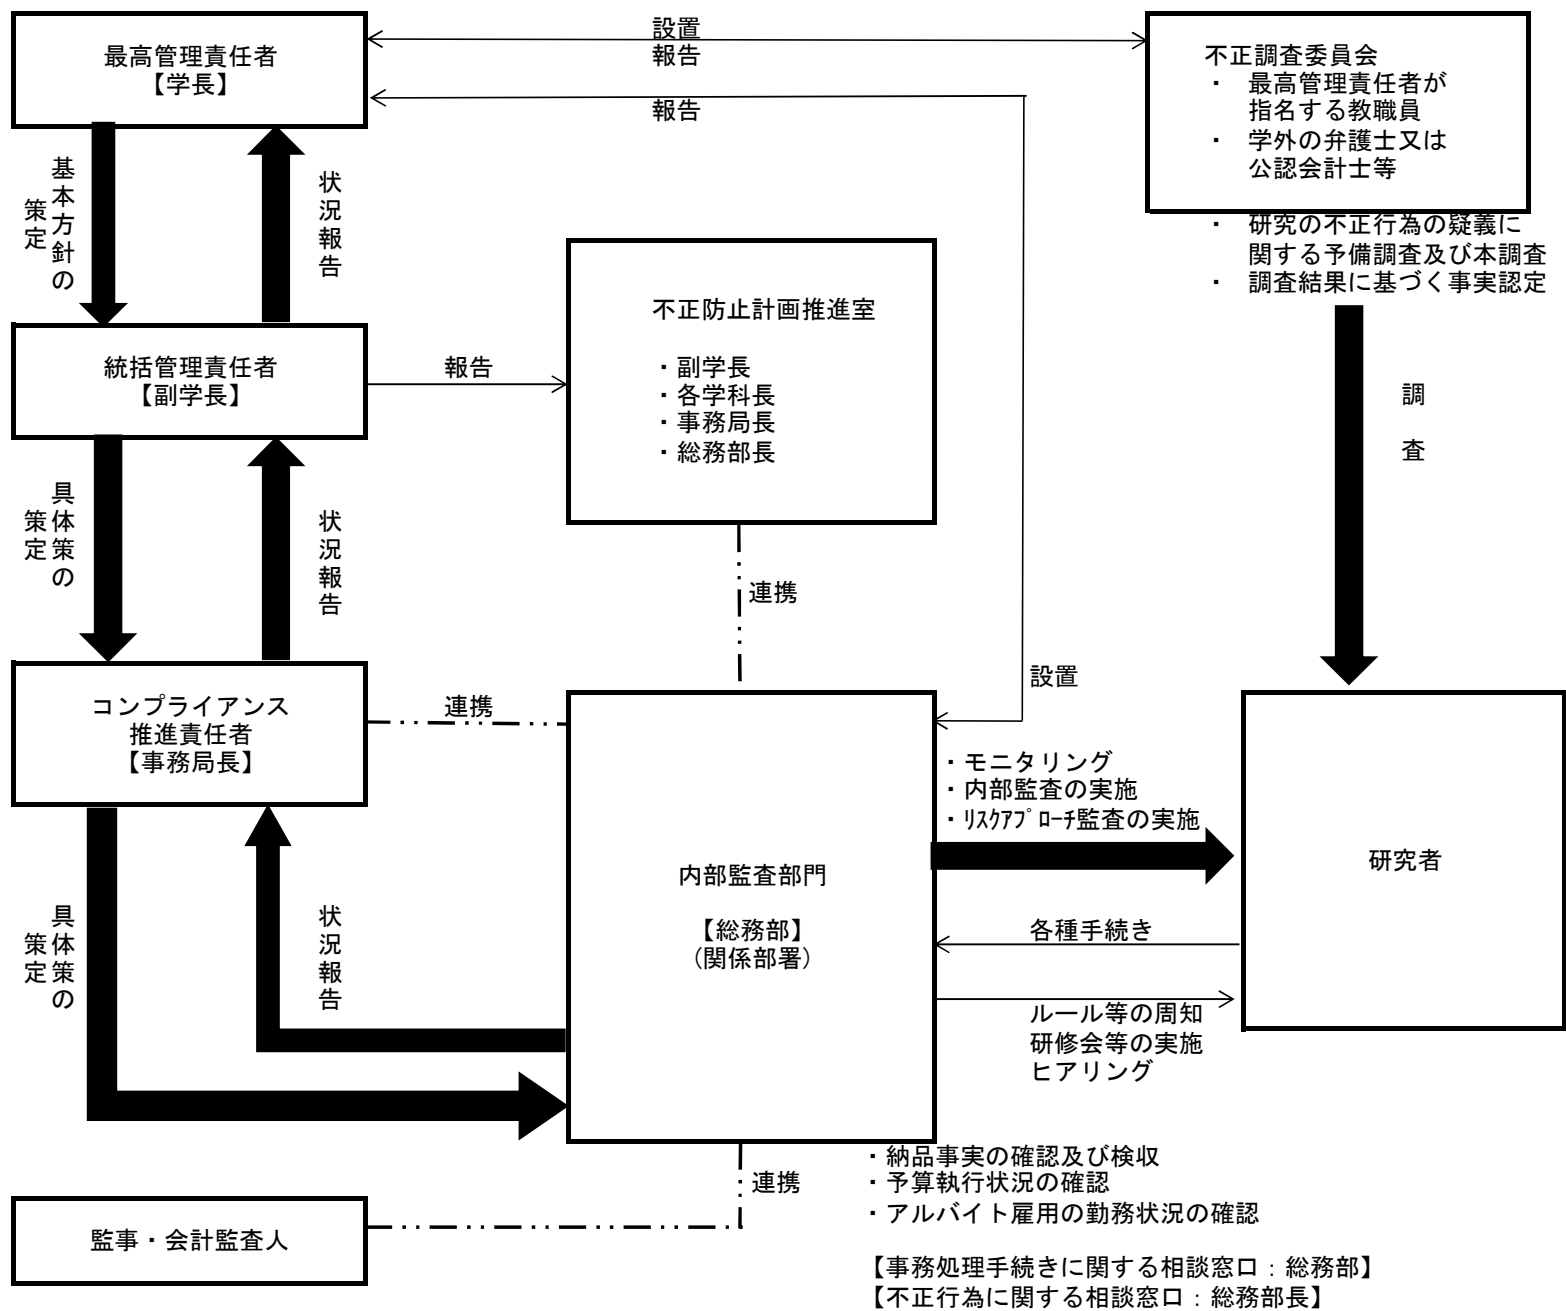 最高管理責任者
【学長】
設置
報告
報告
不正調査委員会
・ 最高管理責任者が
指名する教職員
・ 学外の弁護士又は
公認会計士等
・ 研究の不正行為の疑義に
関する予備調査及び本調査
・ 調査結果に基づく事実認定
基本方針の
策定
状況報告
統括管理責任者
【副学長】
報告
不正防止計画推進室
・副学長
・各学科長
・事務局長
・総務部長
調
査
具体策の
策定
状況報告
連携
コンプライアンス
推進責任者
【事務局長】
連携
設置
・モニタリング
・内部監査の実施
・ﾘｽｸｱﾌﾟﾛｰﾁ監査の実施
内部監査部門
【総務部】
(関係部署)
研究者
各種手続き
ルール等の周知
研修会等の実施
ヒアリング
具体策の
策定
状況報告
連携
監事・会計監査人
・納品事実の確認及び検収
・予算執行状況の確認
・アルバイト雇用の勤務状況の確認
【事務処理手続きに関する相談窓口：総務部】
【不正行為に関する相談窓口：総務部長】